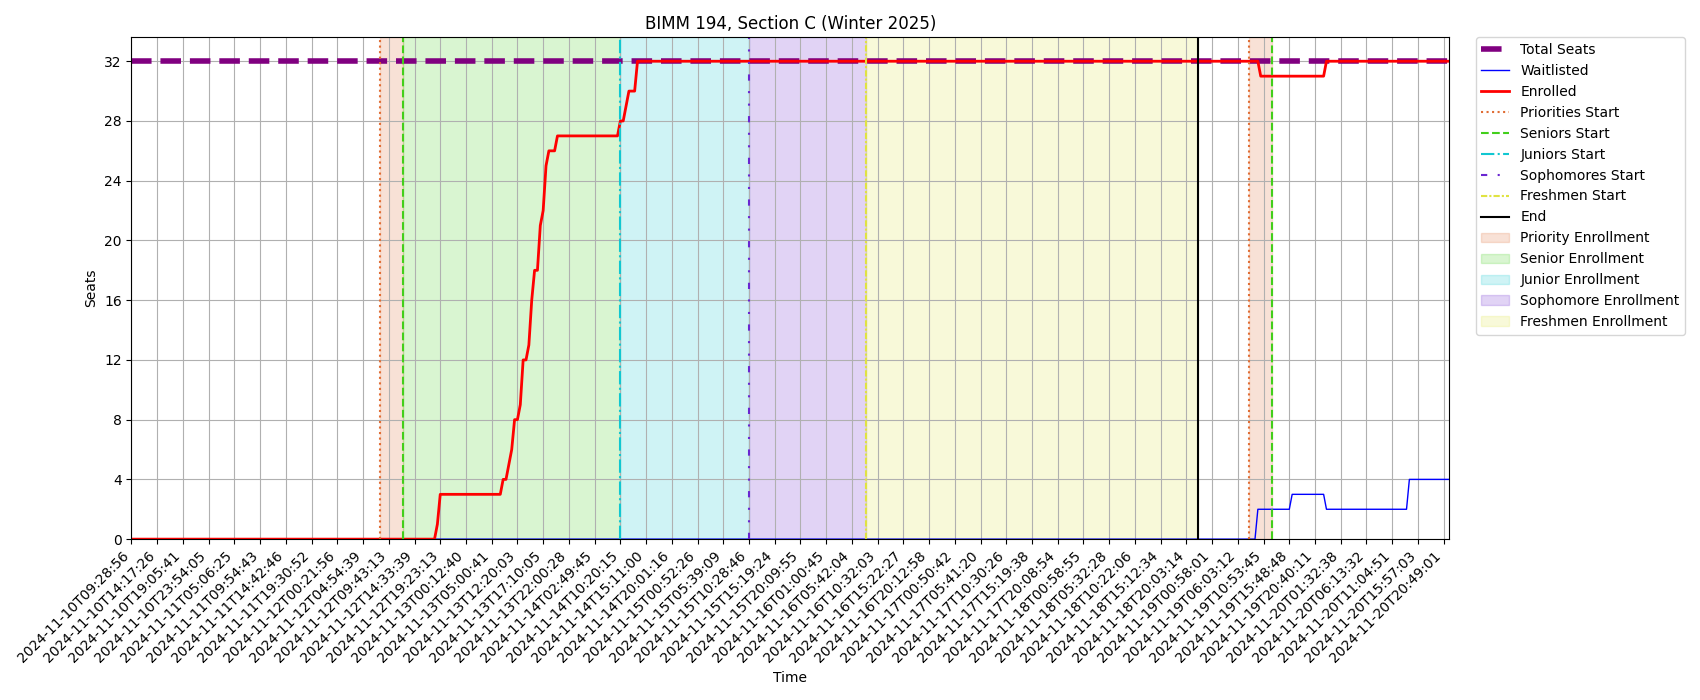 BIMM 194, Section C (Winter 2025)
Seats
32
28
24
20
16
12
8
4
0
2024-11-10T09:28:56
2024-11-10T14:17:26
2024-11-10T19:05:41
2024-11-10T23:54:05
2024-11-11T05:06:25
2024-11-11T09:54:43
2024-11-11T14:42:46
2024-11-11T19:30:52
2024-11-12T00:21:56
2024-11-12T04:54:39
2024-11-12T09:43:13
2024-11-12T14:33:39
2024-11-12T19:23:13
2024-11-13T00:12:40
2024-11-13T05:00:41
2024-11-13T12:20:03
2024-11-13T17:10:05
2024-11-13T22:00:28
2024-11-14T02:49:45
2024-11-14T10:20:15
2024-11-14T15:11:00
2024-11-14T20:01:16
2024-11-15T00:52:26
2024-11-15T05:39:09
2024-11-15T10:28:46
2024-11-15T15:19:24
2024-11-15T20:09:55
2024-11-16T01:00:45
2024-11-16T05:42:04
2024-11-16T10:32:03
2024-11-16T15:22:27
2024-11-16T20:12:58
2024-11-17T00:50:42
2024-11-17T05:41:20
2024-11-17T10:30:26
2024-11-17T15:19:38
2024-11-17T20:08:54
2024-11-18T00:58:55
2024-11-18T05:32:28
2024-11-18T10:22:06
2024-11-18T15:12:34
2024-11-18T20:03:14
2024-11-19T00:58:01
2024-11-19T06:03:12
2024-11-19T10:53:45
2024-11-19T15:48:48
2024-11-19T20:40:11
2024-11-20T01:32:38
2024-11-20T06:13:32
2024-11-20T11:04:51
2024-11-20T15:57:03
2024-11-20T20:49:01
Time
Total Seats
Waitlisted
Enrolled
Priorities Start
Seniors Start
Juniors Start
Sophomores Start
Freshmen Start
End
Priority Enrollment
Senior Enrollment
Junior Enrollment
Sophomore Enrollment
Freshmen Enrollment